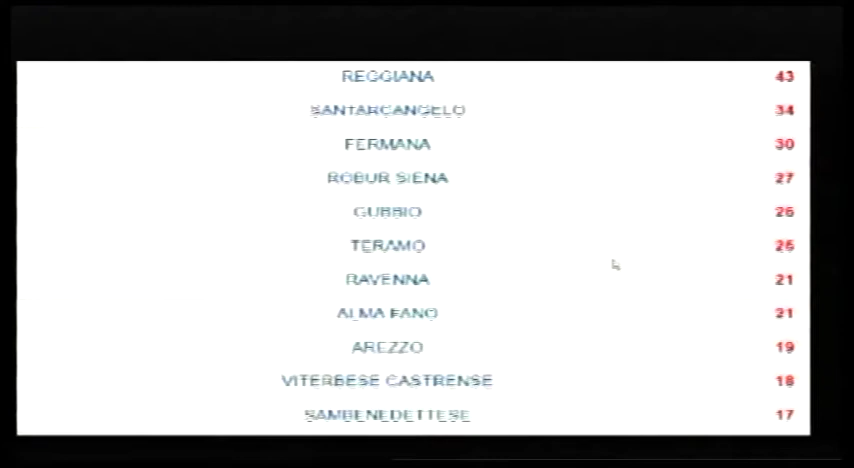 REGGIANA 43
SANTARCANGELO 34
FERMANA 30
ROBUR SIENA 27
GUBBIO 26
TERAMO 25
RAVENNA 21
ALMA FANO 21
AREZZO 19
VITERBESE CASTRENSE 18
SAMBENEDETTESE 17